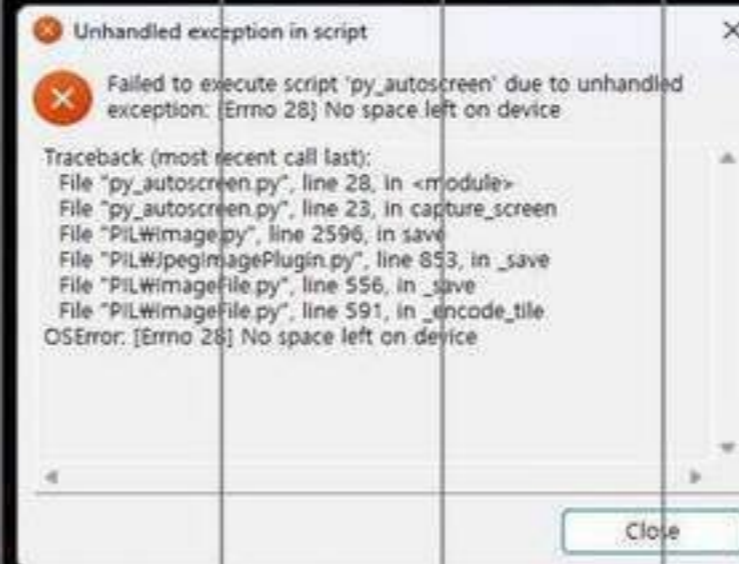 Unhandled exception in script
Failed to execute script 'py_autoscreen' due to unhandled
exception: [Errno 28] No space left on device
Traceback (most recent call last):
File "py_autoscreen.py", line 28, in <module>
File "py_autoscreen.py", line 23, in capture_screen
File "PIL₩Image.py", line 2596, in save
File "PIL₩JpegImagePlugin.py", line 853, in _save
File "PIL₩ImageFile.py", line 556, in _save
File "PIL₩ImageFile.py", line 591, in _encode_tile
OSError: [Errno 28] No space left on device
Close